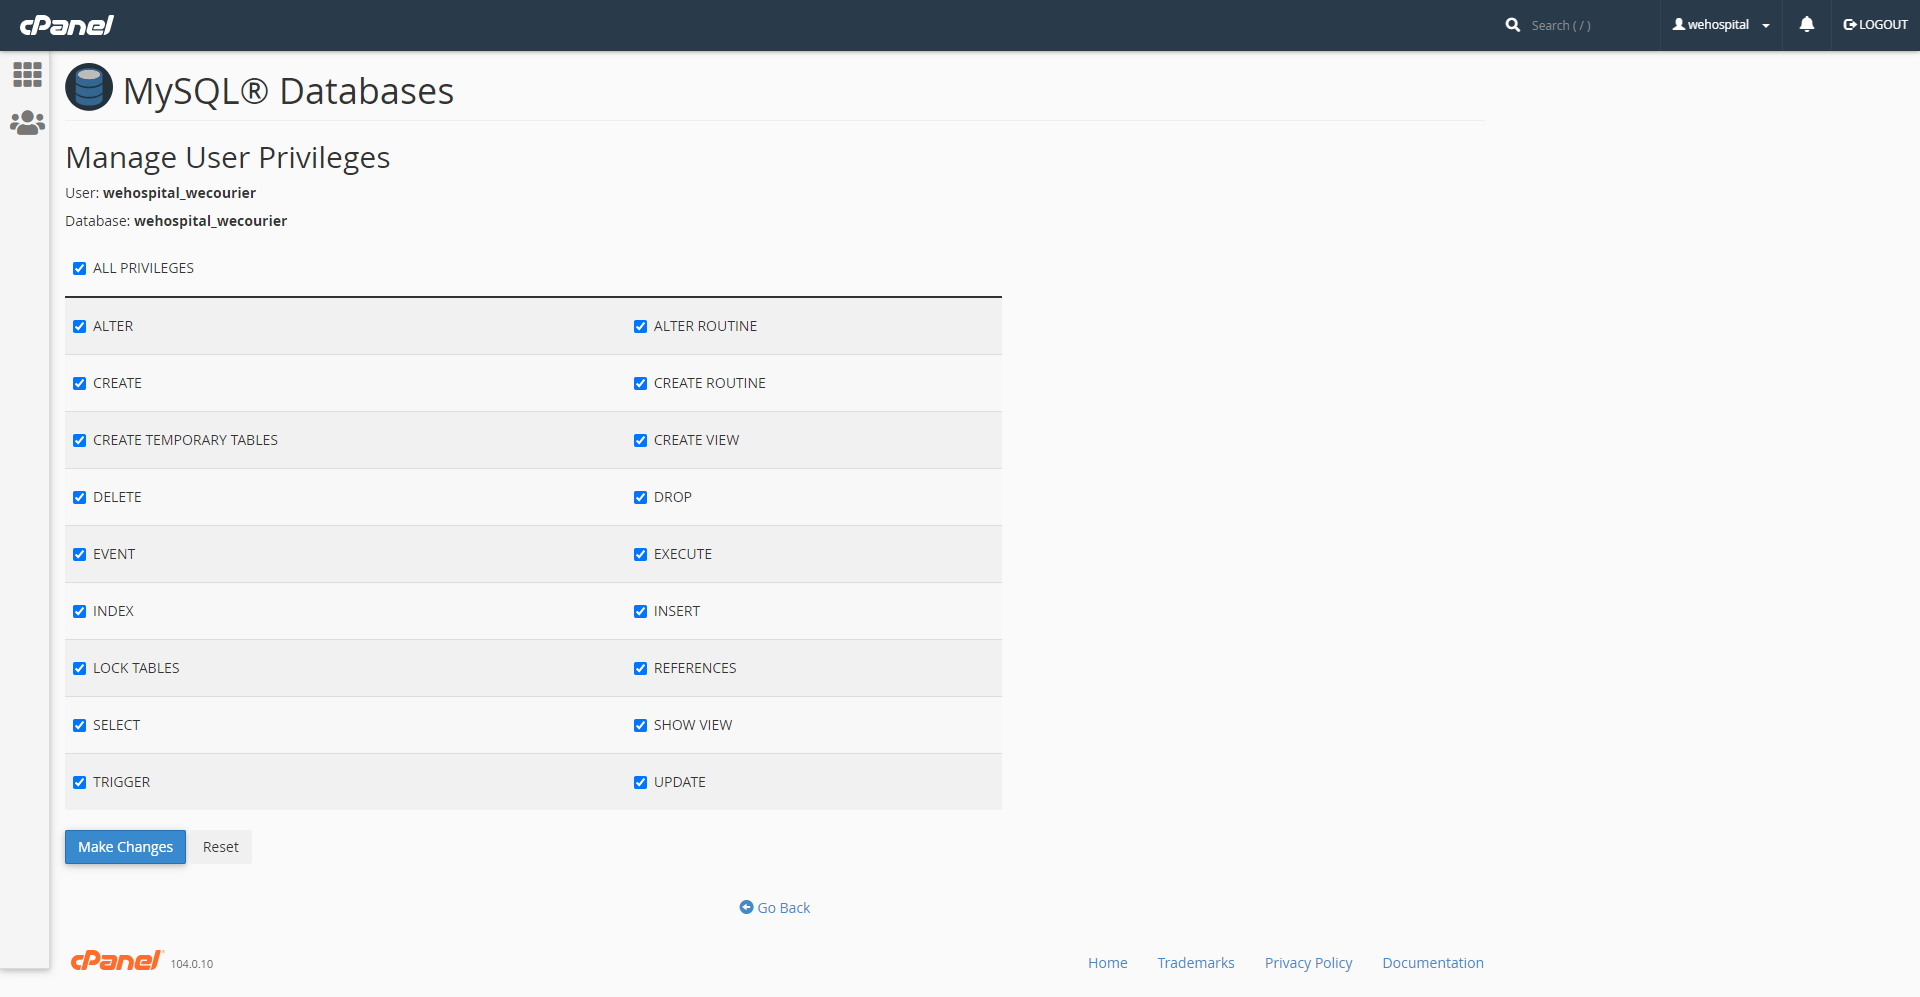 cPanel
Search ( / )
wehospital
LOGOUT
MySQL® Databases
Manage User Privileges
User: wehospital_wecourier
Database: wehospital_wecourier
ALL PRIVILEGES
ALTER
ALTER ROUTINE
CREATE
CREATE ROUTINE
CREATE TEMPORARY TABLES
CREATE VIEW
DELETE
DROP
EVENT
EXECUTE
INDEX
INSERT
LOCK TABLES
REFERENCES
SELECT
SHOW VIEW
TRIGGER
UPDATE
Make Changes
Reset
Go Back
cPanel 104.0.10
Home
Trademarks
Privacy Policy
Documentation